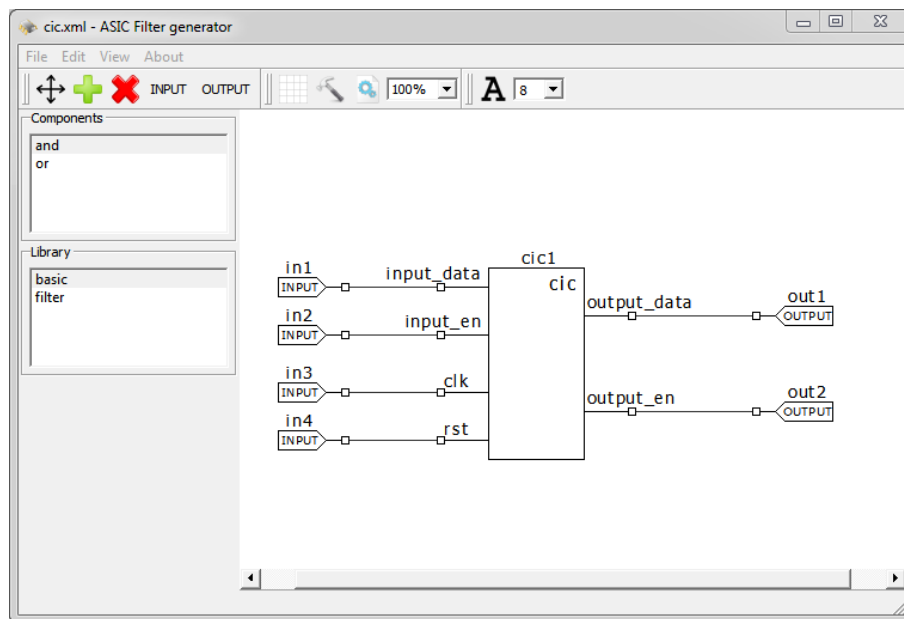 cic.xml - ASIC Filter generator
File Edit View About
INPUT OUTPUT 100% A 8
Components
and
or
Library
basic
filter
cic1
cic
in1
INPUT
input_data
in2
INPUT
input_en
in3
INPUT
clk
in4
INPUT
rst
output_data
out1
OUTPUT
output_en
out2
OUTPUT